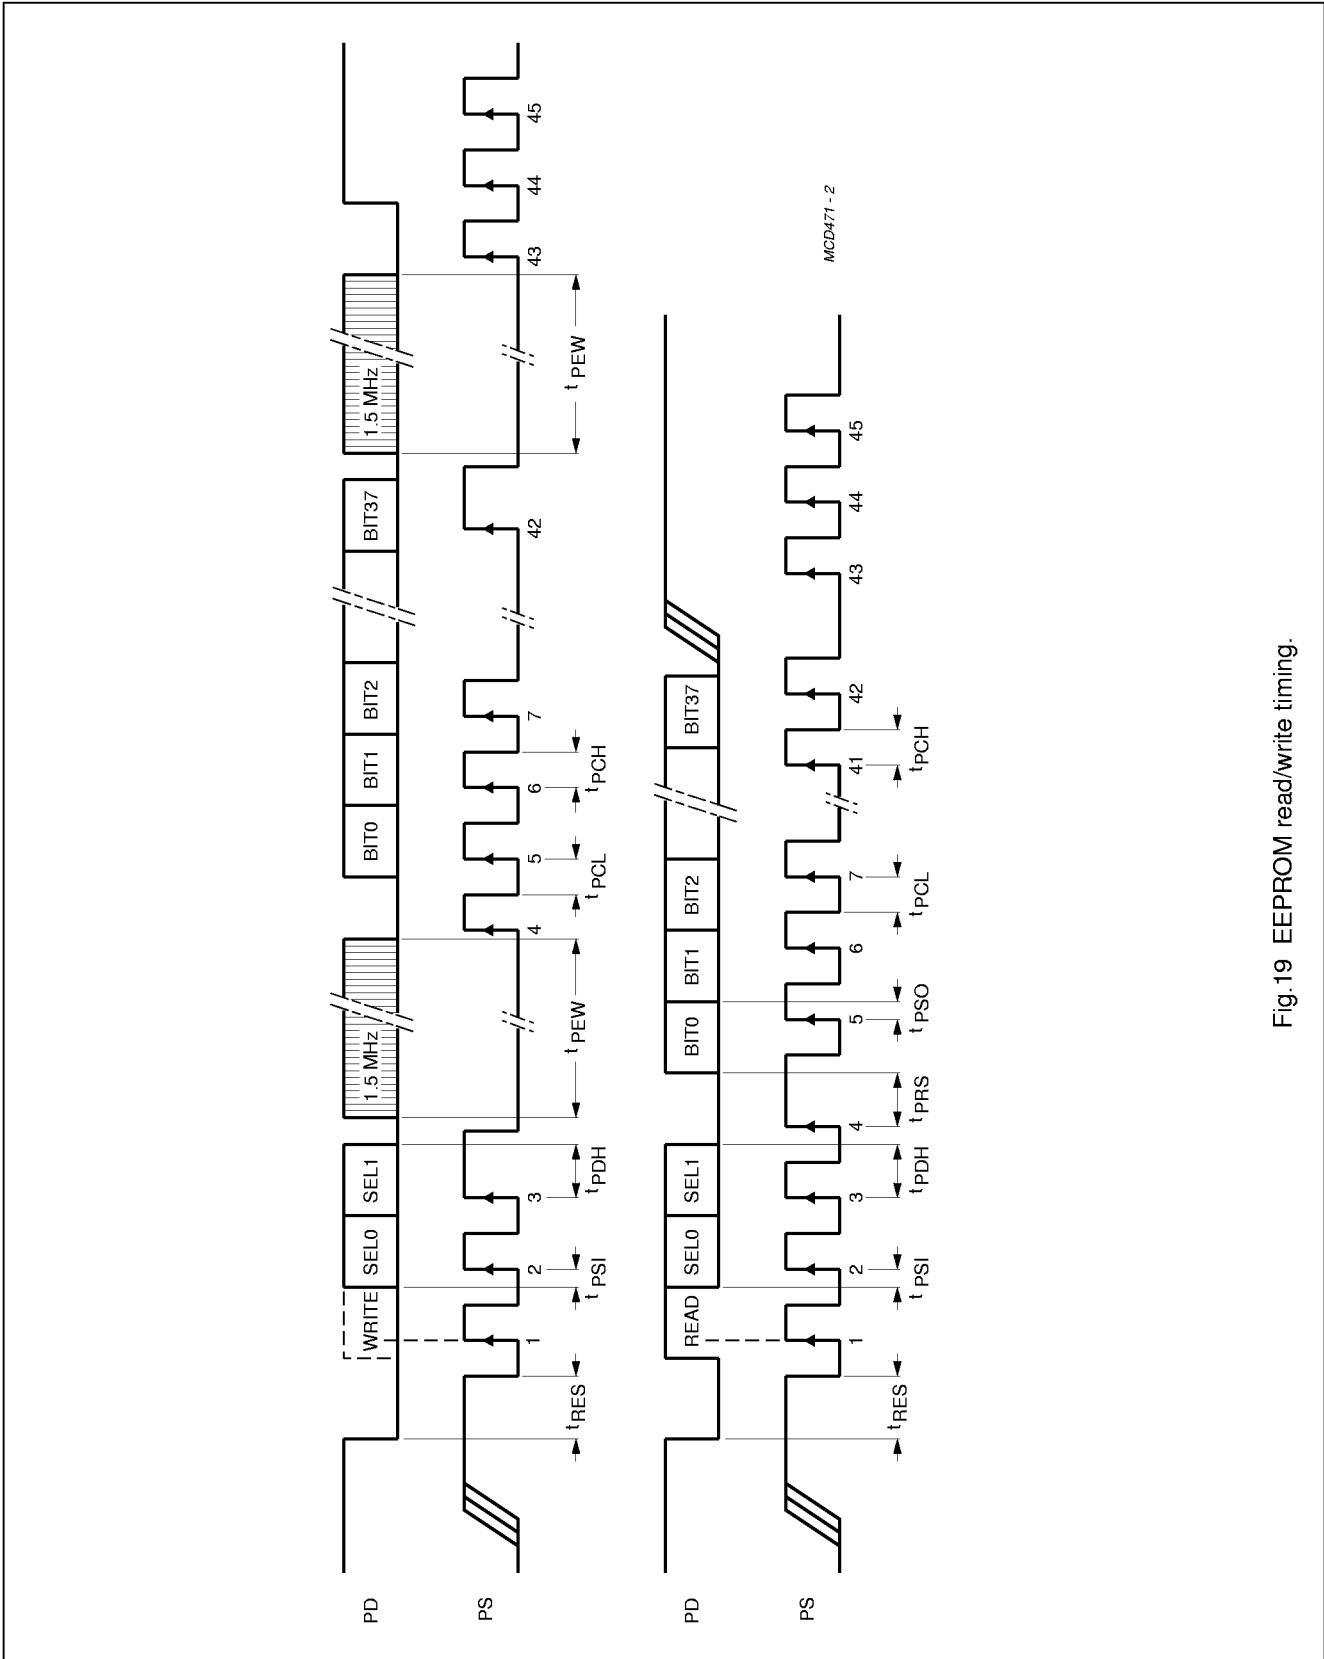 PD
WRITE
SEL0
SEL1
1.5 MHz
BIT0
BIT1
BIT2
BIT37
1.5 MHz
PS
1
2
3
4
5
6
7
42
43
44
45
tRES
tPSI
tPDH
tPEW
tPCL
tPCH
tPEW
PD
READ
SEL0
SEL1
BIT0
BIT1
BIT2
BIT37
PS
1
2
3
4
5
6
7
41
42
43
44
45
tRES
tPSI
tPDH
tPRS
tPSO
tPCL
tPCH
MCD471 - 2
Fig.19 EEPROM read/write timing.